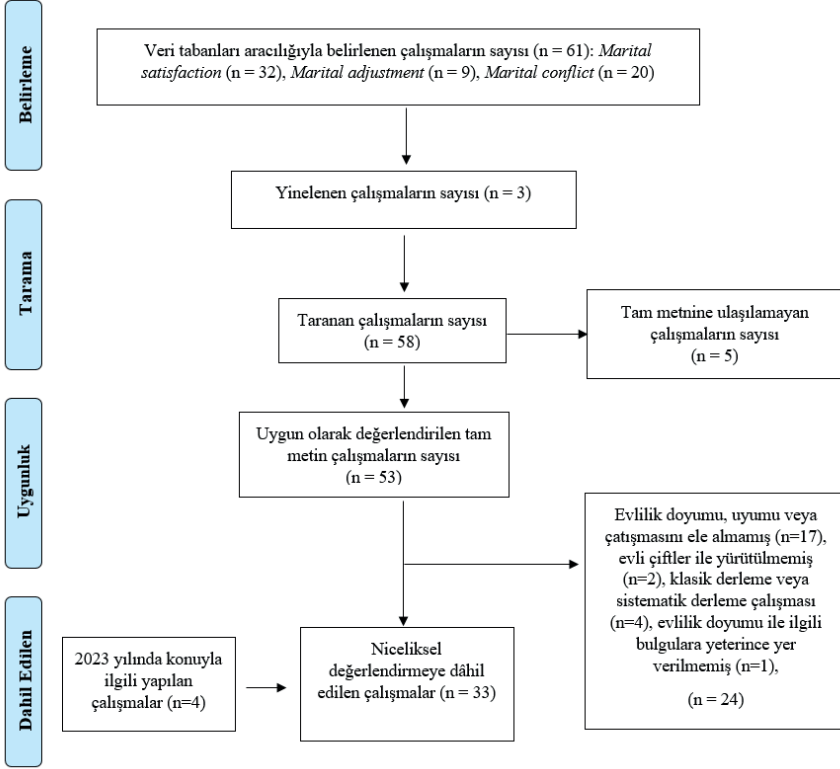 Belirleme
Veri tabanları aracılığıyla belirlenen çalışmaların sayısı (n = 61): Marital
satisfaction (n = 32), Marital adjustment (n = 9), Marital conflict (n = 20)
Yinelenen çalışmaların sayısı (n = 3)
Tarama
Taranan çalışmaların sayısı
(n = 58)
Tam metnine ulaşılamayan
çalışmaların sayısı
(n = 5)
Uygunluk
Uygun olarak değerlendirilen tam
metin çalışmaların sayısı
(n = 53)
Evlilik doyumu, uyumu veya
çatışmasını ele almamış (n=17),
evli çiftler ile yürütülmemiş
(n=2), klasik derleme veya
sistematik derleme çalışması
(n=4), evlilik doyumu ile ilgili
bulgulara yeterince yer
verilmemiş (n=1),
(n = 24)
Dahil Edilen
2023 yılında konuyla
ilgili yapılan
çalışmalar (n=4)
Niceliksel
değerlendirmeye dâhil
edilen çalışmalar (n = 33)